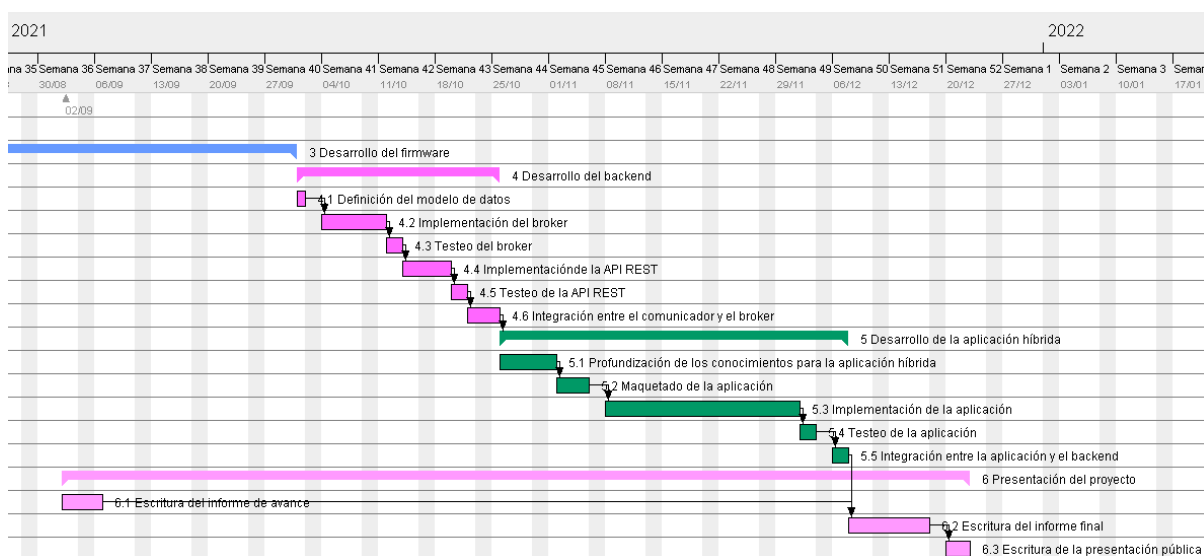 2021
2022
na 35 Semana 36 Semana 37 Semana 38 Semana 39 Semana 40 Semana 41 Semana 42 Semana 43 Semana 44 Semana 45 Semana 46 Semana 47 Semana 48 Semana 49 Semana 50 Semana 51 Semana 52 Semana 1 Semana 2 Semana 3 Seman
30/08 06/09 13/09 20/09 27/09 04/10 11/10 18/10 25/10 01/11 08/11 15/11 22/11 29/11 06/12 13/12 20/12 27/12 03/01 10/01 17/01
02/09
3 Desarrollo del firmware
4 Desarrollo del backend
4.1 Definición del modelo de datos
4.2 Implementación del broker
4.3 Testeo del broker
4.4 Implementaciónde la API REST
4.5 Testeo de la API REST
4.6 Integración entre el comunicador y el broker
5 Desarrollo de la aplicación híbrida
5.1 Profundización de los conocimientos para la aplicación híbrida
5.2 Maquetado de la aplicación
5.3 Implementación de la aplicación
5.4 Testeo de la aplicación
5.5 Integración entre la aplicación y el backend
6 Presentación del proyecto
6.1 Escritura del informe de avance
6.2 Escritura del informe final
6.3 Escritura de la presentación pública